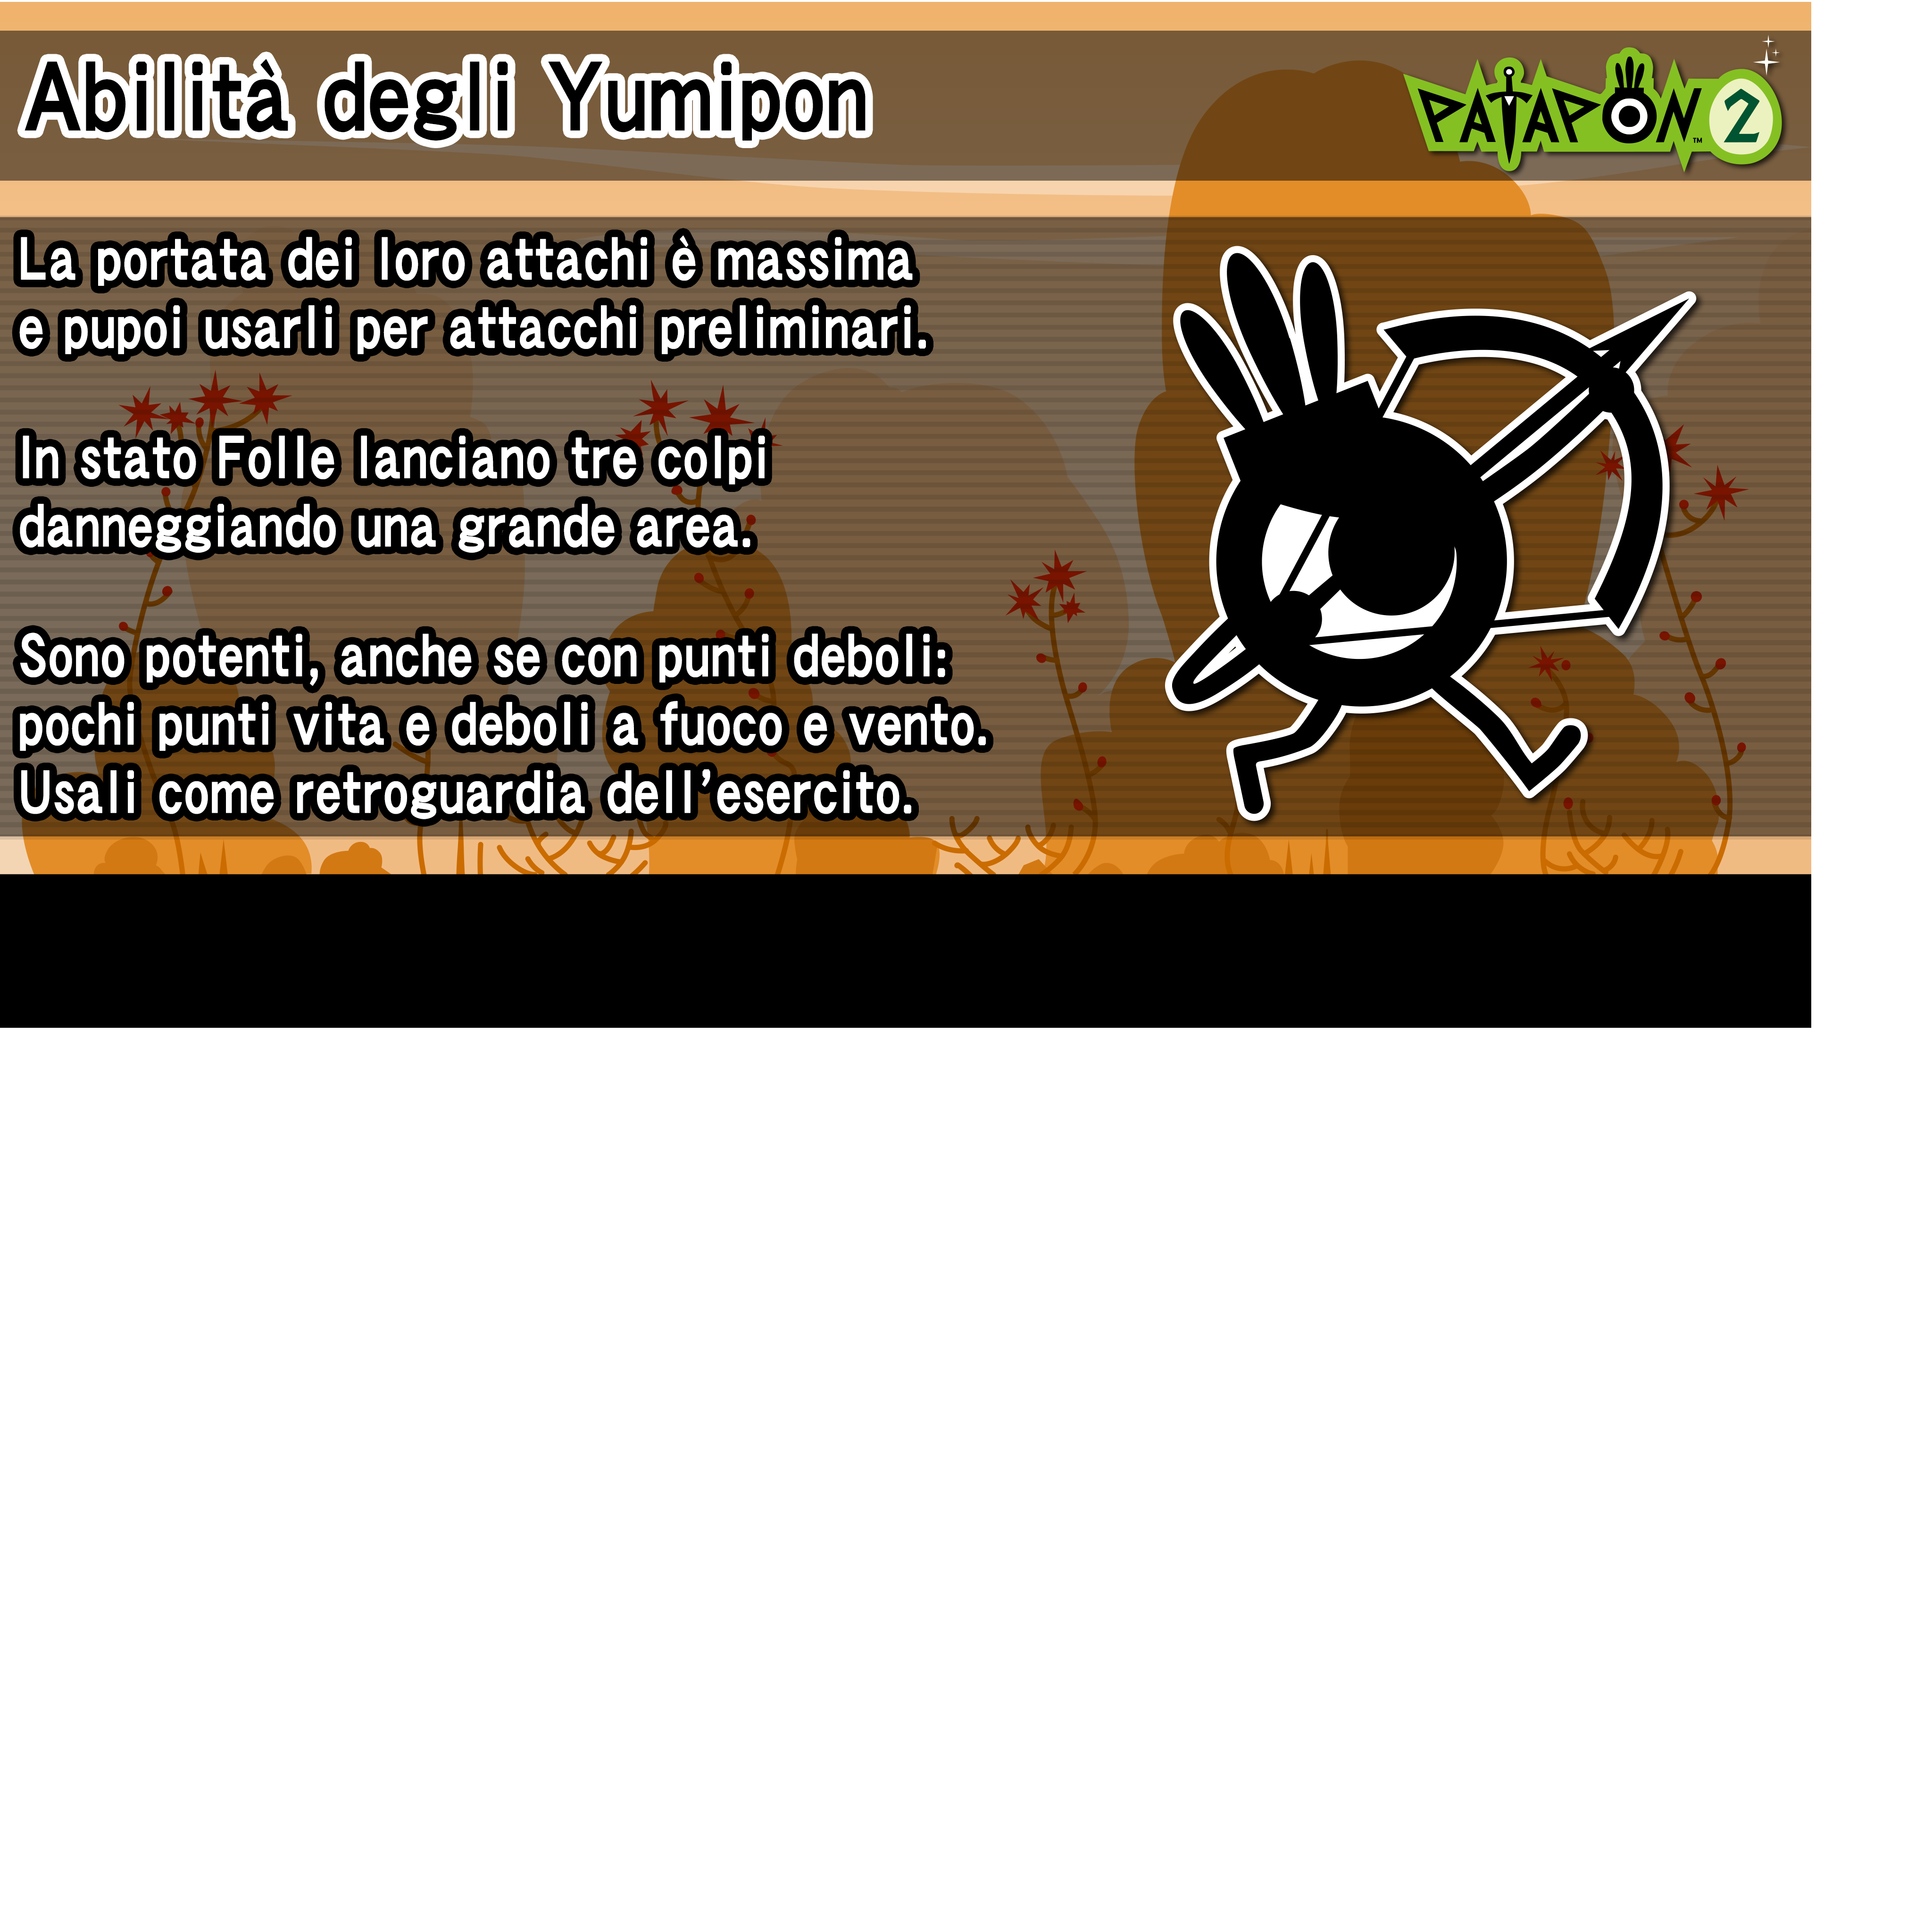 Abilità degli Yumipon
PATAPON™ 2
La portata dei loro attachi è massima
e pupoi usarli per attacchi preliminari.
In stato Folle lanciano tre colpi
danneggiando una grande area.
Sono potenti, anche se con punti deboli:
pochi punti vita e deboli a fuoco e vento.
Usali come retroguardia dell'esercito.